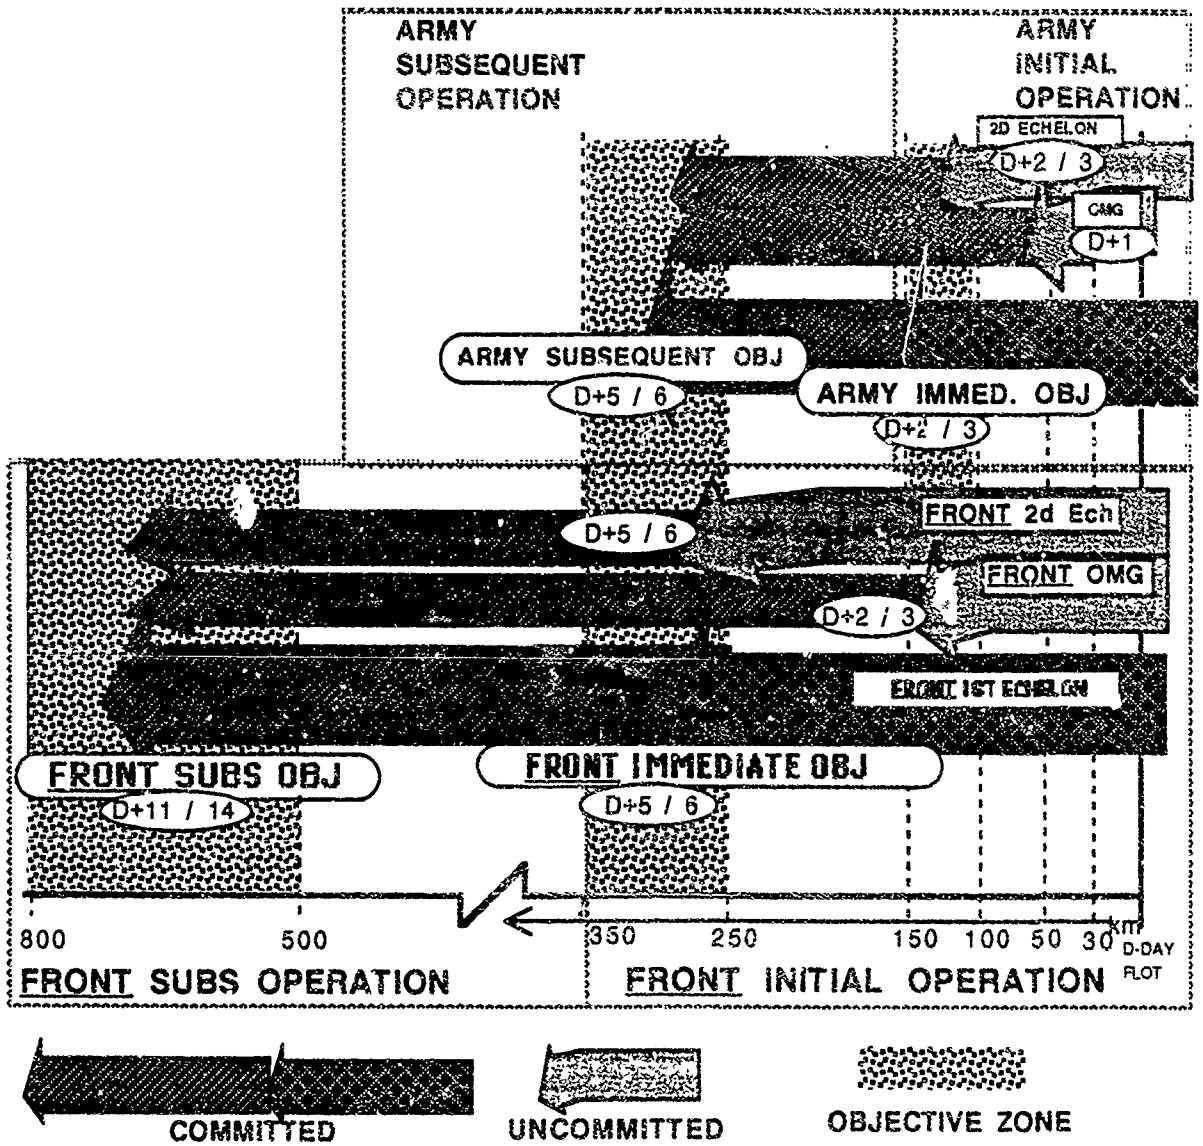 ARMY
SUBSEQUENT
OPERATION
ARMY
INITIAL
OPERATION
2D ECHELON
D+2 / 3
OMG
D+1
ARMY SUBSEQUENT OBJ
D+5 / 6
ARMY IMMED. OBJ
D+2 / 3
FRONT 2d Ech
D+5 / 6
FRONT OMG
D+2 / 3
FRONT 1ST ECHELON
FRONT SUBS OBJ
D+11 / 14
FRONT IMMEDIATE OBJ
D+5 / 6
800 500 350 250 150 100 50 30 km
D-DAY
FLOT
FRONT SUBS OPERATION
FRONT INITIAL OPERATION
COMMITTED
UNCOMMITTED
OBJECTIVE ZONE